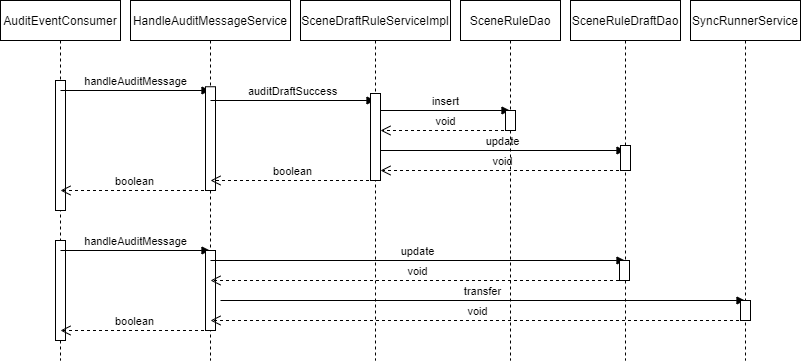 AuditEventConsumer
HandleAuditMessageService
SceneDraftRuleServiceImpl
SceneRuleDao
SceneRuleDraftDao
SyncRunnerService
handleAuditMessage
auditDraftSuccess
insert
void
update
void
boolean
boolean
handleAuditMessage
update
void
transfer
void
boolean